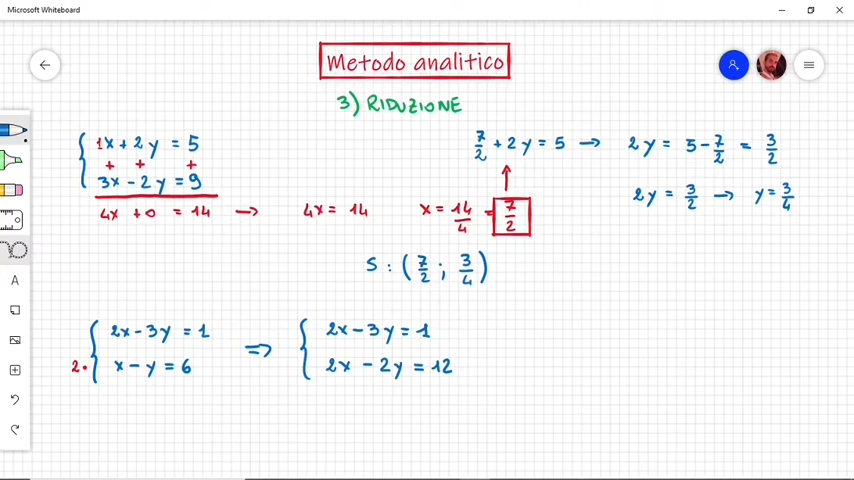 Microsoft Whiteboard
Metodo analitico
3) RIDUZIONE
1x + 2y = 5
+ + +
3x - 2y = 9
4x + 0 = 14 → 4x = 14 x = 14/4 = 7/2
7/2 + 2y = 5 → 2y = 5 - 7/2 = 3/2
2y = 3/2 → y = 3/4
S : (7/2 ; 3/4)
2x - 3y = 1 ⇒ 2x - 3y = 1
2· x - y = 6 2x - 2y = 12
A